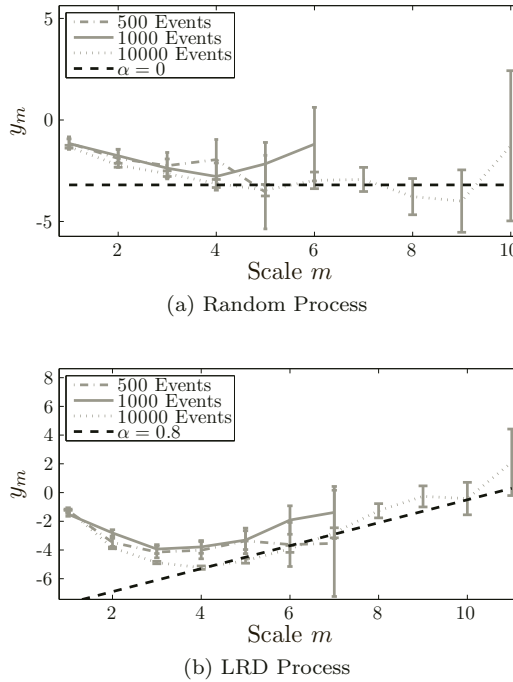 5
0
-5
500 Events
1000 Events
10000 Events
α = 0
y_m
2 4 6 8 10
Scale m
(a) Random Process
8
6
4
2
0
-2
-4
-6
500 Events
1000 Events
10000 Events
α = 0.8
y_m
2 4 6 8 10
Scale m
(b) LRD Process